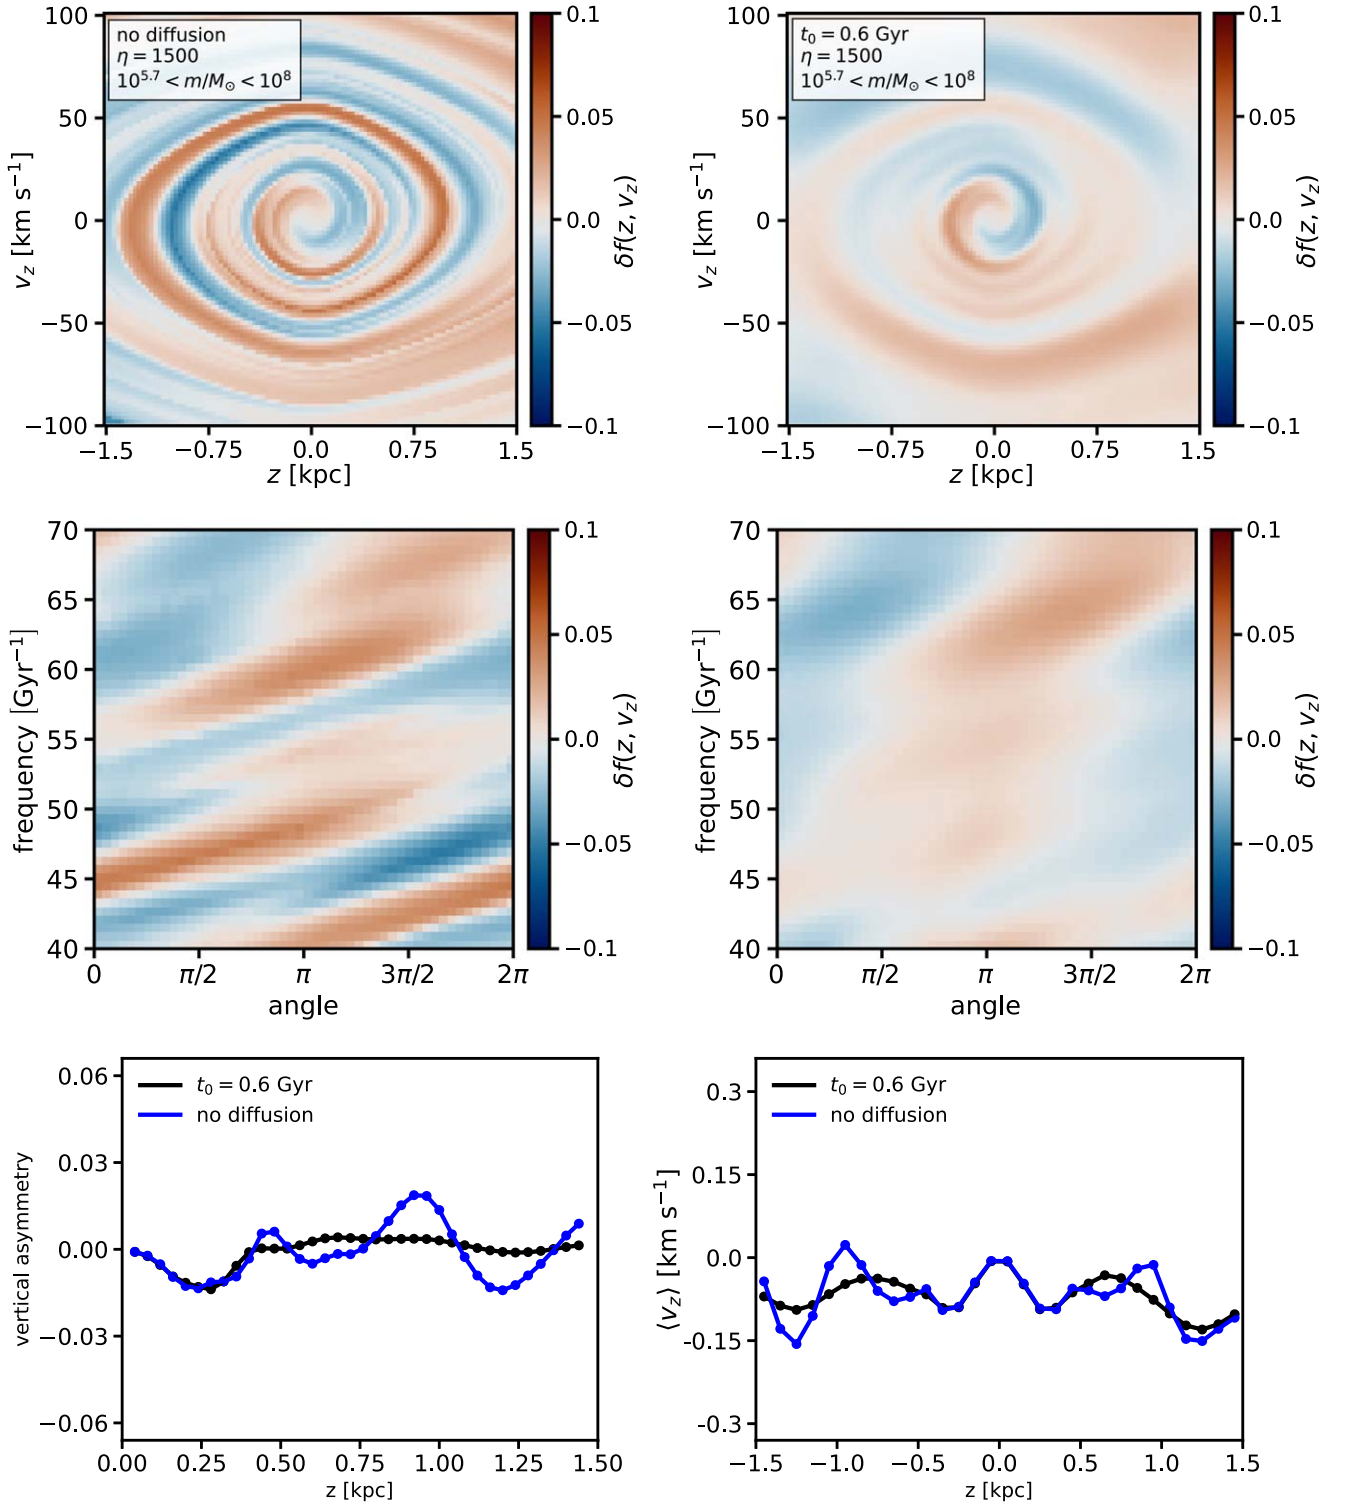 no diffusion
η = 1500
10^5.7 < m/M⊙ < 10^8
100
50
0
−50
−100
v_z [km s⁻¹]
−1.5
−0.75
0.0
0.75
1.5
z [kpc]
0.1
0.05
0.0
−0.05
−0.1
δf(z, v_z)
t₀ = 0.6 Gyr
η = 1500
10^5.7 < m/M⊙ < 10^8
100
50
0
−50
−100
v_z [km s⁻¹]
−1.5
−0.75
0.0
0.75
1.5
z [kpc]
0.1
0.05
0.0
−0.05
−0.1
δf(z, v_z)
70
65
60
55
50
45
40
frequency [Gyr⁻¹]
0
π/2
π
3π/2
2π
angle
0.1
0.05
0.0
−0.05
−0.1
δf(z, v_z)
70
65
60
55
50
45
40
frequency [Gyr⁻¹]
0
π/2
π
3π/2
2π
angle
0.1
0.05
0.0
−0.05
−0.1
δf(z, v_z)
t₀ = 0.6 Gyr
no diffusion
0.06
0.03
0.00
−0.03
−0.06
vertical asymmetry
0.00
0.25
0.50
0.75
1.00
1.25
1.50
z [kpc]
t₀ = 0.6 Gyr
no diffusion
0.3
0.15
0.0
-0.15
-0.3
⟨v_z⟩ [km s⁻¹]
−1.5
−1.0
−0.5
0.0
0.5
1.0
1.5
z [kpc]